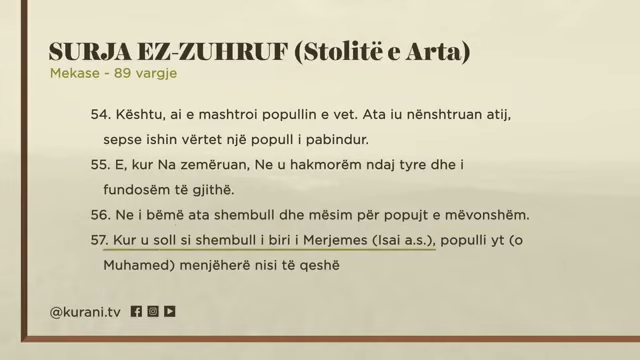 SURJA EZ-ZUHRUF (Stolitë e Arta)
Mekase - 89 vargje
54. Kështu, ai e mashtroi popullin e vet. Ata iu nënshtruan atij,
sepse ishin vërtet një popull i pabindur.
55. E, kur Na zemëruan, Ne u hakmorëm ndaj tyre dhe i
fundosëm të gjithë.
56. Ne i bëmë ata shembull dhe mësim për popujt e mëvonshëm.
57. Kur u soll si shembull i biri i Merjemes (Isai a.s.), populli yt (o
Muhamed) menjëherë nisi të qeshë
@kurani.tv